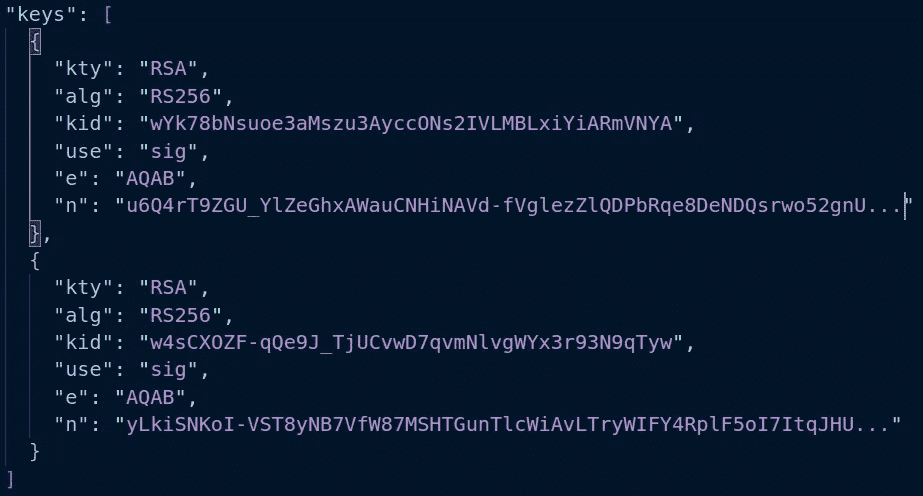 "keys": [
{
"kty": "RSA",
"alg": "RS256",
"kid": "wYk78bNsuoe3aMszu3AyccONs2IVLMBLxiYiARmVNYA",
"use": "sig",
"e": "AQAB",
"n": "u6Q4rT9ZGU_YlZeGhxAWauCNHiNAVd-fVglezZlQDPbRqe8DeNDQsrwo52gnU..."
},
{
"kty": "RSA",
"alg": "RS256",
"kid": "w4sCXOZF-qQe9J_TjUCvwD7qvmNlvgWYx3r93N9qTyw",
"use": "sig",
"e": "AQAB",
"n": "yLkiSNKoI-VST8yNB7VfW87MSHTGunTlcWiAvLTryWIFY4RplF5oI7ItqJHU..."
}
]